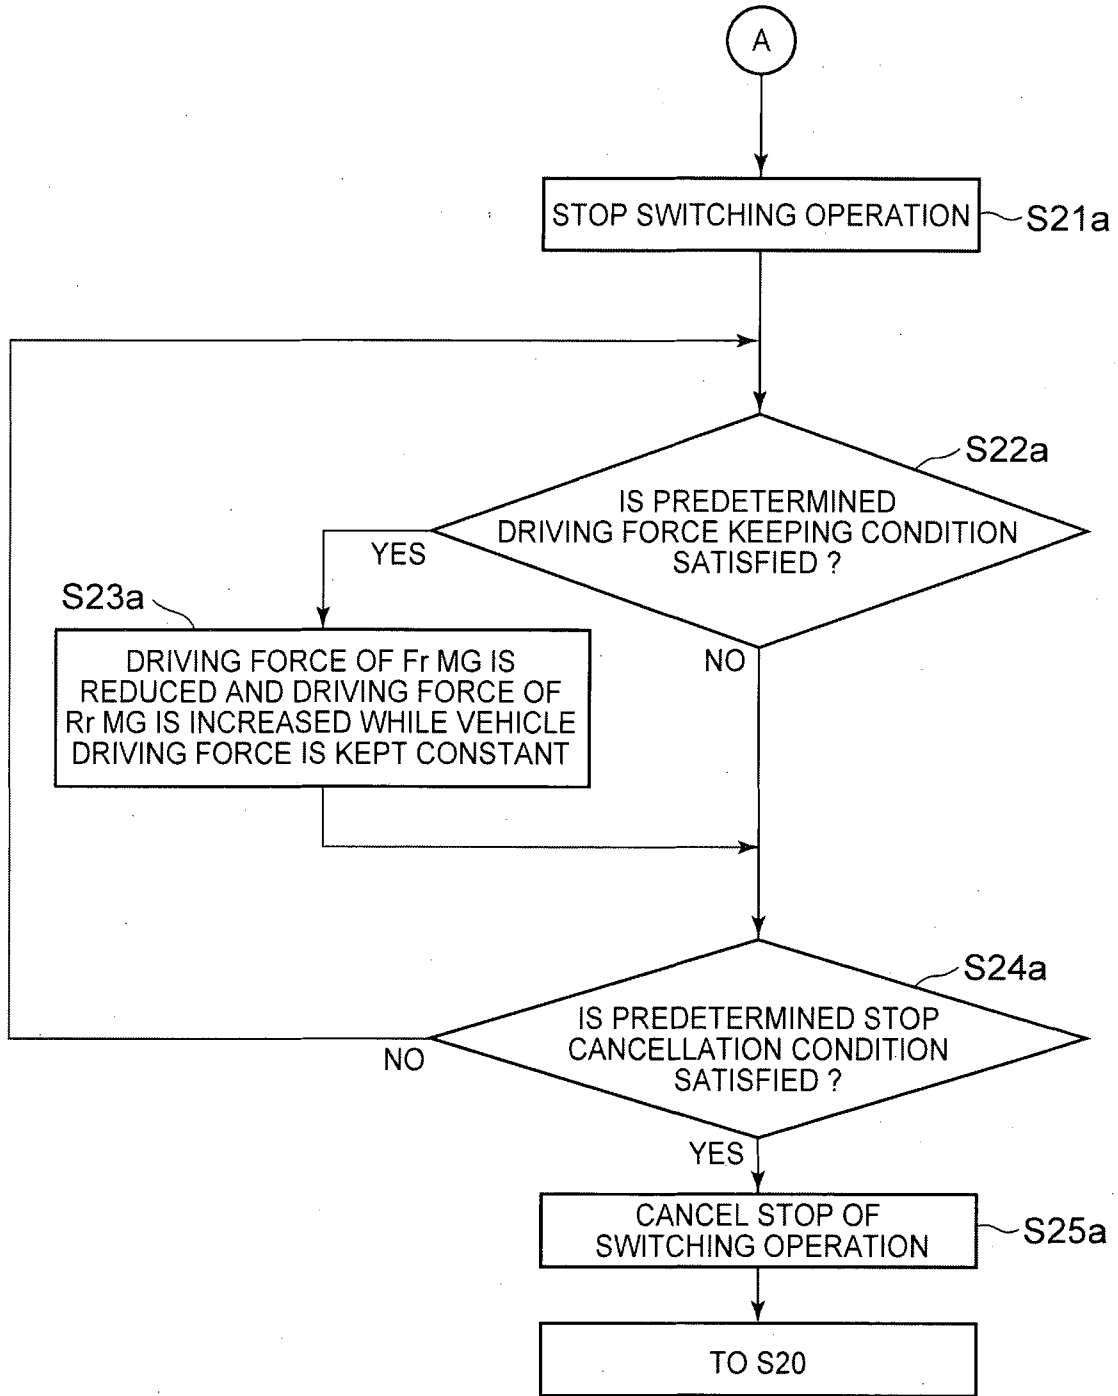 A
STOP SWITCHING OPERATION
S21a
S22a
IS PREDETERMINED
DRIVING FORCE KEEPING CONDITION
SATISFIED ?
YES
NO
S23a
DRIVING FORCE OF Fr MG IS
REDUCED AND DRIVING FORCE OF
Rr MG IS INCREASED WHILE VEHICLE
DRIVING FORCE IS KEPT CONSTANT
S24a
IS PREDETERMINED STOP
CANCELLATION CONDITION
SATISFIED ?
NO
YES
CANCEL STOP OF
SWITCHING OPERATION
S25a
TO S20